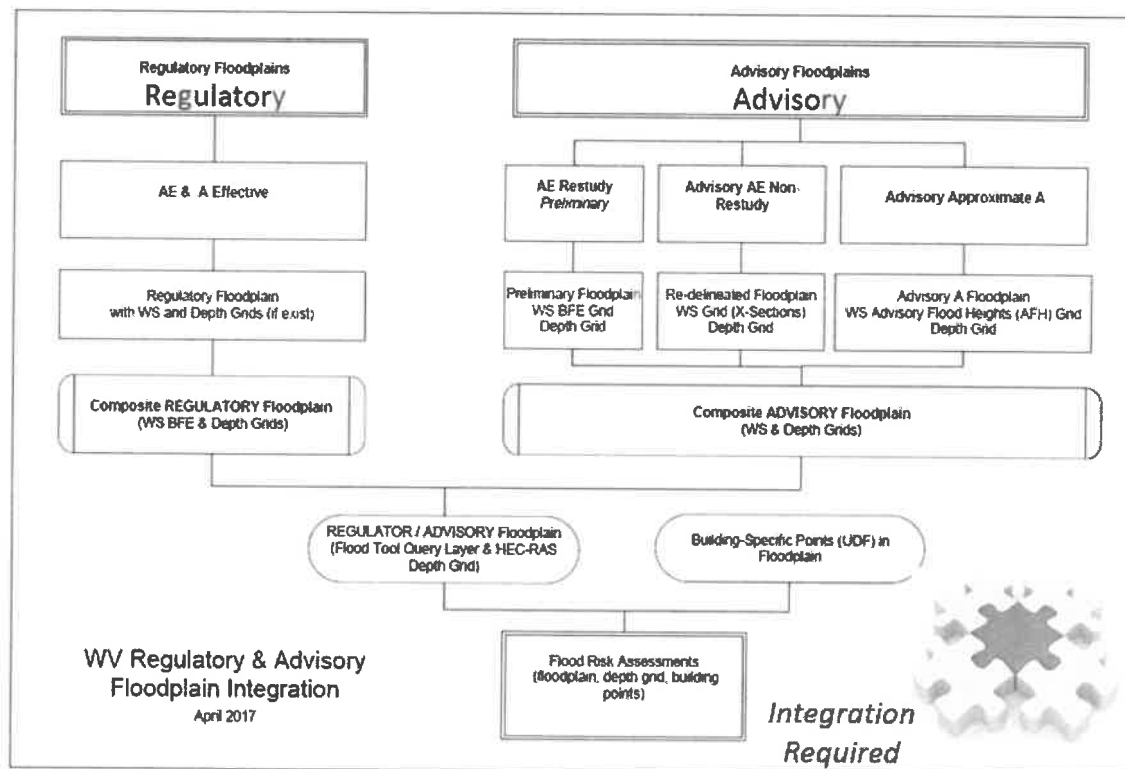 Regulatory Floodplains
Regulatory
Advisory Floodplains
Advisory
AE & A Effective
AE Restudy
Preliminary
Advisory AE Non-
Restudy
Advisory Approximate A
Regulatory Floodplain
with WS and Depth Grids (if exist)
Preliminary Floodplain
WS BFE Grid
Depth Grid
Re-delineated Floodplain
WS Grid (X-Sections)
Depth Grid
Advisory A Floodplain
WS Advisory Flood Heights (AFH) Grid
Depth Grid
Composite REGULATORY Floodplain
(WS BFE & Depth Grids)
Composite ADVISORY Floodplain
(WS & Depth Grids)
REGULATOR / ADVISORY Floodplain
(Flood Tool Query Layer & HEC-RAS
Depth Grid)
Building-Specific Points (UDF) in
Floodplain
Flood Risk Assessments
(floodplain, depth grid, building
points)
WV Regulatory & Advisory
Floodplain Integration
April 2017
Integration
Required